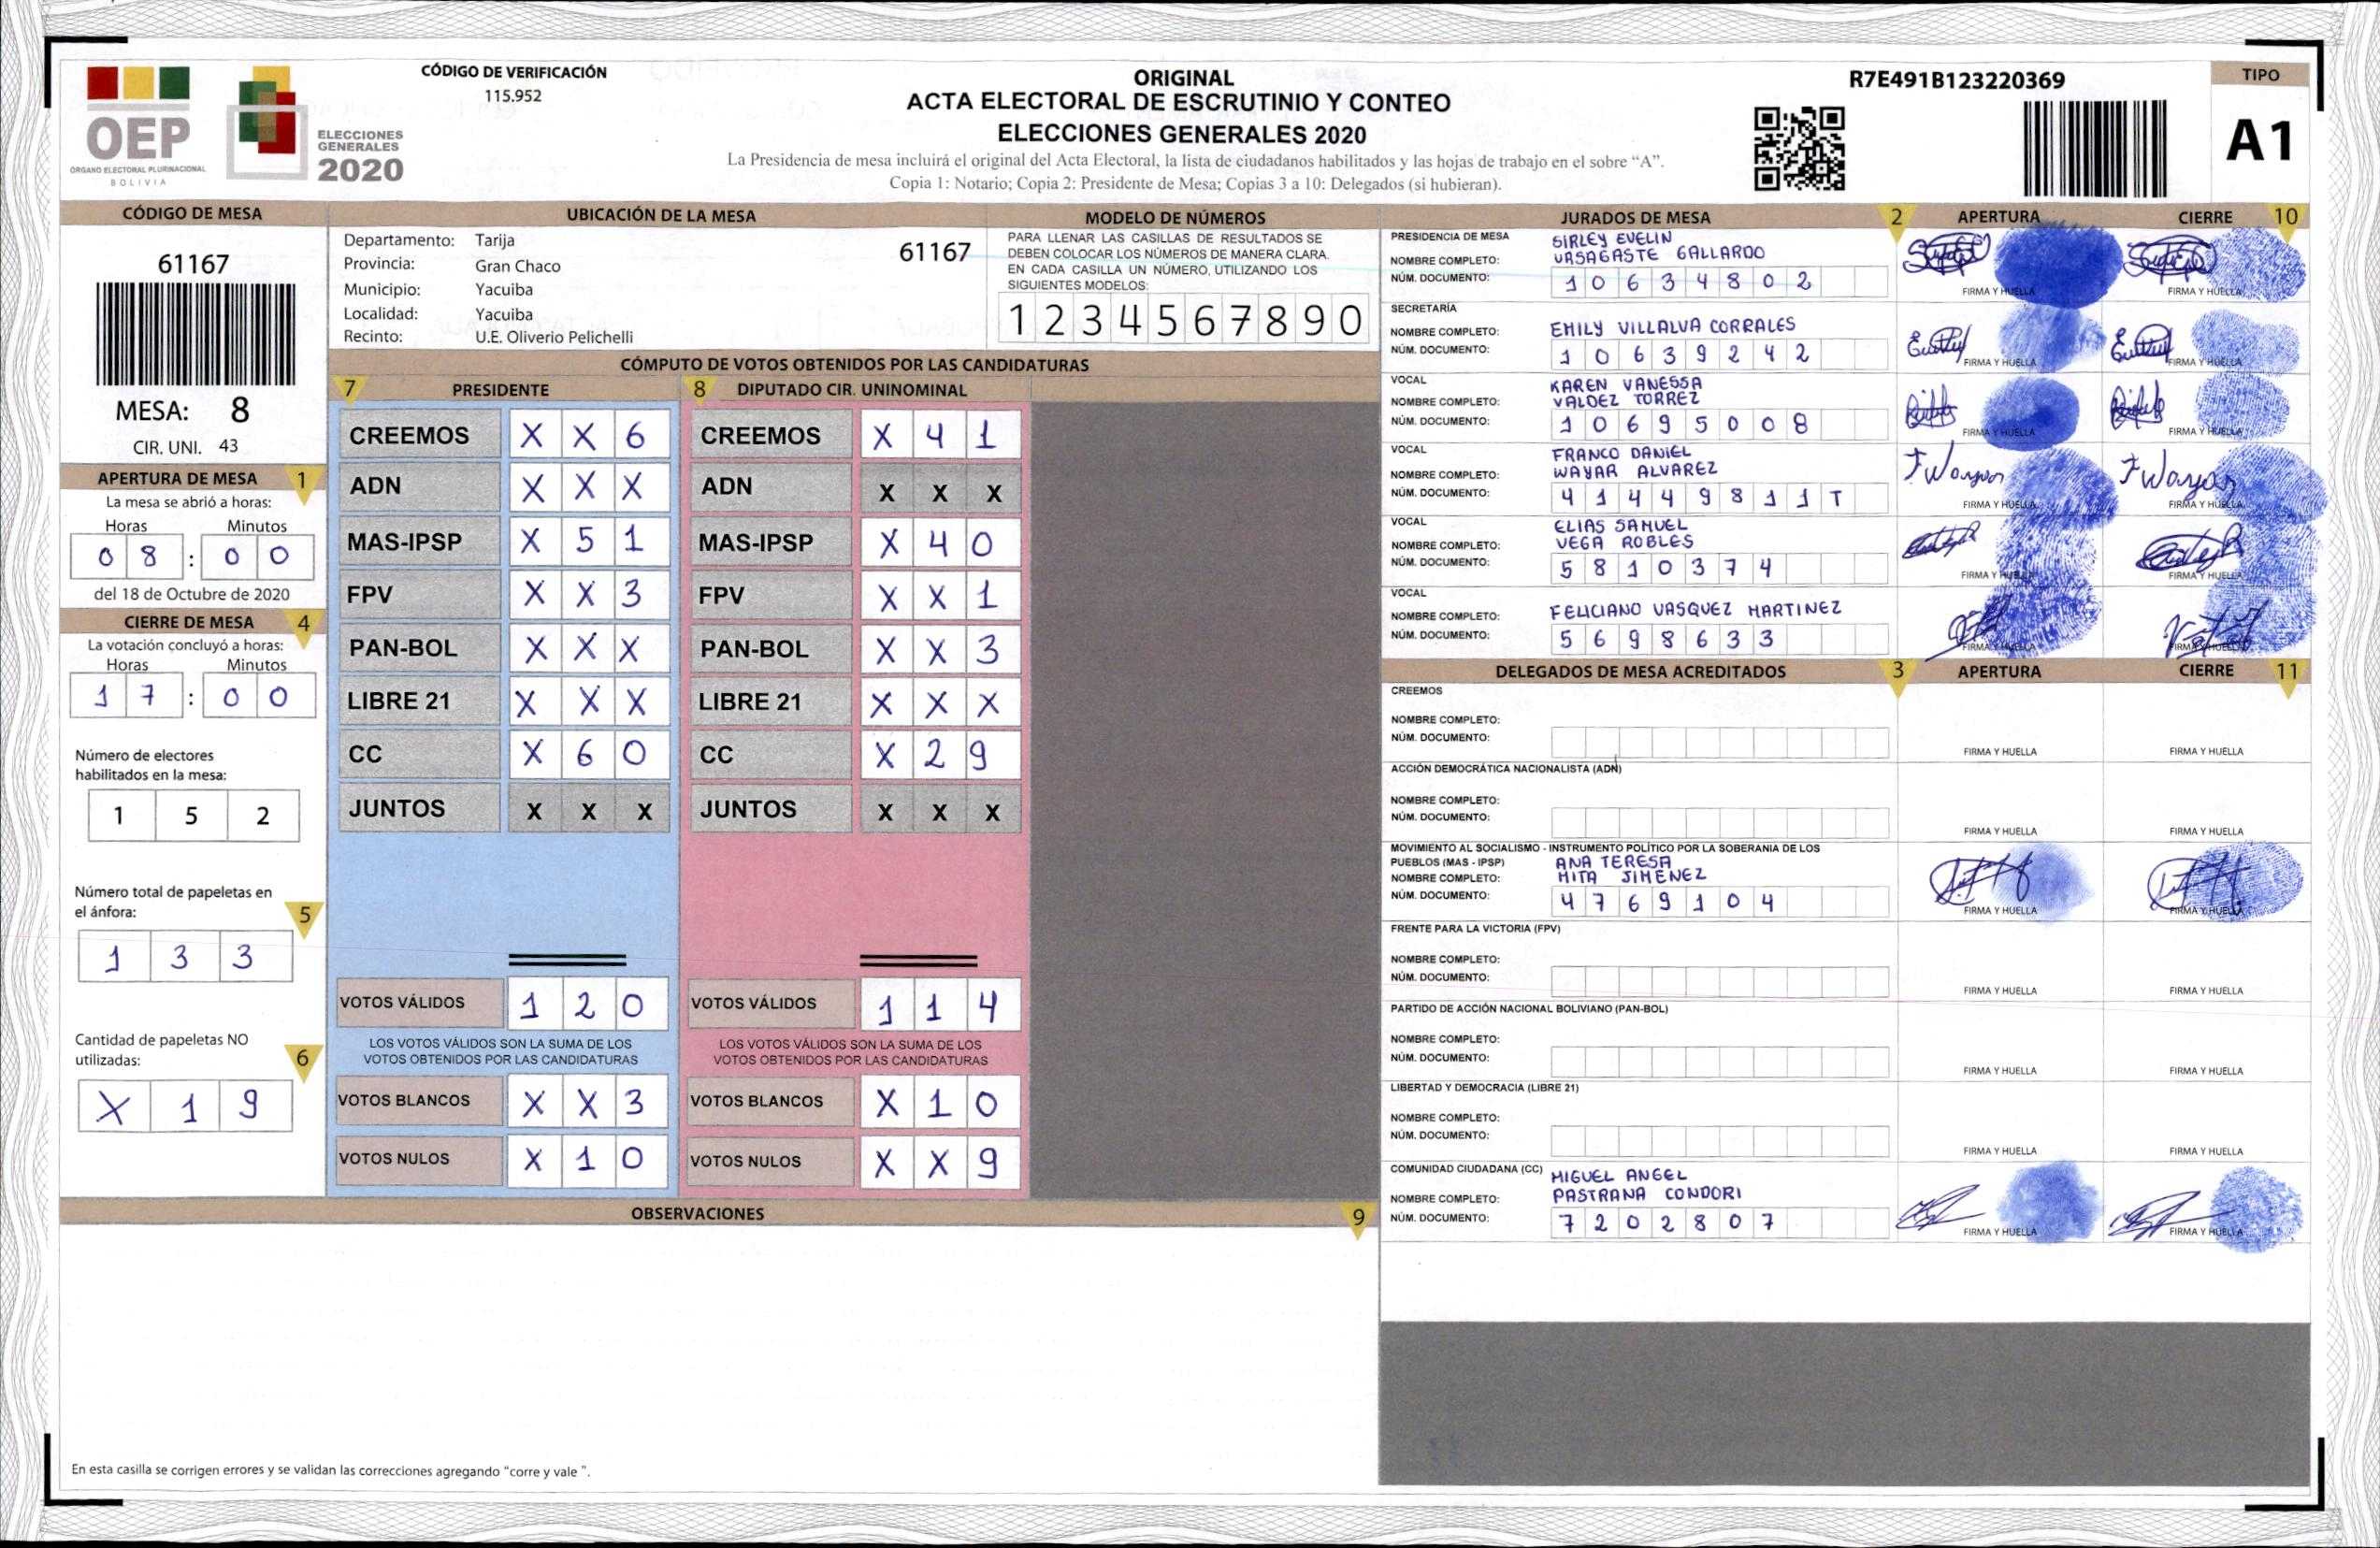 OEP
ORGANO ELECTORAL PLURINACIONAL
BOLIVIA
ELECCIONES
GENERALES
2020
CÓDIGO DE VERIFICACIÓN
115.952
ORIGINAL
ACTA ELECTORAL DE ESCRUTINIO Y CONTEO
ELECCIONES GENERALES 2020
La Presidencia de mesa incluirá el original del Acta Electoral, la lista de ciudadanos habilitados y las hojas de trabajo en el sobre “A”.
Copia 1: Notario; Copia 2: Presidente de Mesa; Copias 3 a 10: Delegados (si hubieran).
R7E491B123220369
TIPO
A1
CÓDIGO DE MESA
61167
MESA: 8
CIR. UNI. 43
APERTURA DE MESA 1
La mesa se abrió a horas:
Horas Minutos
0 8 : 0 0
del 18 de Octubre de 2020
CIERRE DE MESA 4
La votación concluyó a horas:
Horas Minutos
1 7 : 0 0
Número de electores
habilitados en la mesa:
1 5 2
Número total de papeletas en
el ánfora: 5
1 3 3
Cantidad de papeletas NO
utilizadas: 6
X 1 9
UBICACIÓN DE LA MESA
Departamento: Tarija
Provincia: Gran Chaco
Municipio: Yacuiba
Localidad: Yacuiba
Recinto: U.E. Oliverio Pelichelli
61167
MODELO DE NÚMEROS
PARA LLENAR LAS CASILLAS DE RESULTADOS SE
DEBEN COLOCAR LOS NÚMEROS DE MANERA CLARA.
EN CADA CASILLA UN NÚMERO, UTILIZANDO LOS
SIGUIENTES MODELOS:
1 2 3 4 5 6 7 8 9 0
CÓMPUTO DE VOTOS OBTENIDOS POR LAS CANDIDATURAS
7 PRESIDENTE
CREEMOS X X 6
ADN X X X
MAS-IPSP X 5 1
FPV X X 3
PAN-BOL X X X
LIBRE 21 X X X
CC X 6 0
JUNTOS X X X
VOTOS VÁLIDOS 1 2 0
LOS VOTOS VÁLIDOS SON LA SUMA DE LOS
VOTOS OBTENIDOS POR LAS CANDIDATURAS
VOTOS BLANCOS X X 3
VOTOS NULOS X 1 0
8 DIPUTADO CIR. UNINOMINAL
CREEMOS X 4 1
ADN X X X
MAS-IPSP X 4 0
FPV X X 1
PAN-BOL X X 3
LIBRE 21 X X X
CC X 2 9
JUNTOS X X X
VOTOS VÁLIDOS 1 1 4
LOS VOTOS VÁLIDOS SON LA SUMA DE LOS
VOTOS OBTENIDOS POR LAS CANDIDATURAS
VOTOS BLANCOS X 1 0
VOTOS NULOS X X 9
OBSERVACIONES 9
En esta casilla se corrigen errores y se validan las correcciones agregando “corre y vale ”.
JURADOS DE MESA 2 APERTURA CIERRE 10
PRESIDENCIA DE MESA SIRLEY EVELIN
NOMBRE COMPLETO: URSAGASTE GALLARDO
NÚM. DOCUMENTO: 1 0 6 3 4 8 0 2
FIRMA Y HUELLA FIRMA Y HUELLA
SECRETARÍA
NOMBRE COMPLETO: EMILY VILLALVA CORRALES
NÚM. DOCUMENTO: 1 0 6 3 9 2 4 2
FIRMA Y HUELLA FIRMA Y HUELLA
VOCAL KAREN VANESSA
NOMBRE COMPLETO: VALDEZ TORREZ
NÚM. DOCUMENTO: 1 0 6 9 5 0 0 8
FIRMA Y HUELLA FIRMA Y HUELLA
VOCAL FRANCO DANIEL
NOMBRE COMPLETO: WAYAR ALVAREZ
NÚM. DOCUMENTO: 4 1 4 4 9 8 1 1 T
FWayar FWayar
FIRMA Y HUELLA FIRMA Y HUELLA
VOCAL ELIAS SAMUEL
NOMBRE COMPLETO: VEGA ROBLES
NÚM. DOCUMENTO: 5 8 1 0 3 7 4
FIRMA Y HUELLA FIRMA Y HUELLA
VOCAL
NOMBRE COMPLETO: FELICIANO VASQUEZ MARTINEZ
NÚM. DOCUMENTO: 5 6 9 8 6 3 3
FIRMA Y HUELLA FIRMA Y HUELLA
DELEGADOS DE MESA ACREDITADOS 3 APERTURA CIERRE 11
CREEMOS
NOMBRE COMPLETO:
NÚM. DOCUMENTO:
FIRMA Y HUELLA FIRMA Y HUELLA
ACCIÓN DEMOCRÁTICA NACIONALISTA (ADN)
NOMBRE COMPLETO:
NÚM. DOCUMENTO:
FIRMA Y HUELLA FIRMA Y HUELLA
MOVIMIENTO AL SOCIALISMO - INSTRUMENTO POLÍTICO POR LA SOBERANIA DE LOS
PUEBLOS (MAS - IPSP) ANA TERESA
NOMBRE COMPLETO: MITA JIMENEZ
NÚM. DOCUMENTO: 4 7 6 9 1 0 4
FIRMA Y HUELLA FIRMA Y HUELLA
FRENTE PARA LA VICTORIA (FPV)
NOMBRE COMPLETO:
NÚM. DOCUMENTO:
FIRMA Y HUELLA FIRMA Y HUELLA
PARTIDO DE ACCIÓN NACIONAL BOLIVIANO (PAN-BOL)
NOMBRE COMPLETO:
NÚM. DOCUMENTO:
FIRMA Y HUELLA FIRMA Y HUELLA
LIBERTAD Y DEMOCRACIA (LIBRE 21)
NOMBRE COMPLETO:
NÚM. DOCUMENTO:
FIRMA Y HUELLA FIRMA Y HUELLA
COMUNIDAD CIUDADANA (CC) MIGUEL ANGEL
NOMBRE COMPLETO: PASTRANA CONDORI
NÚM. DOCUMENTO: 7 2 0 2 8 0 7
FIRMA Y HUELLA FIRMA Y HUELLA